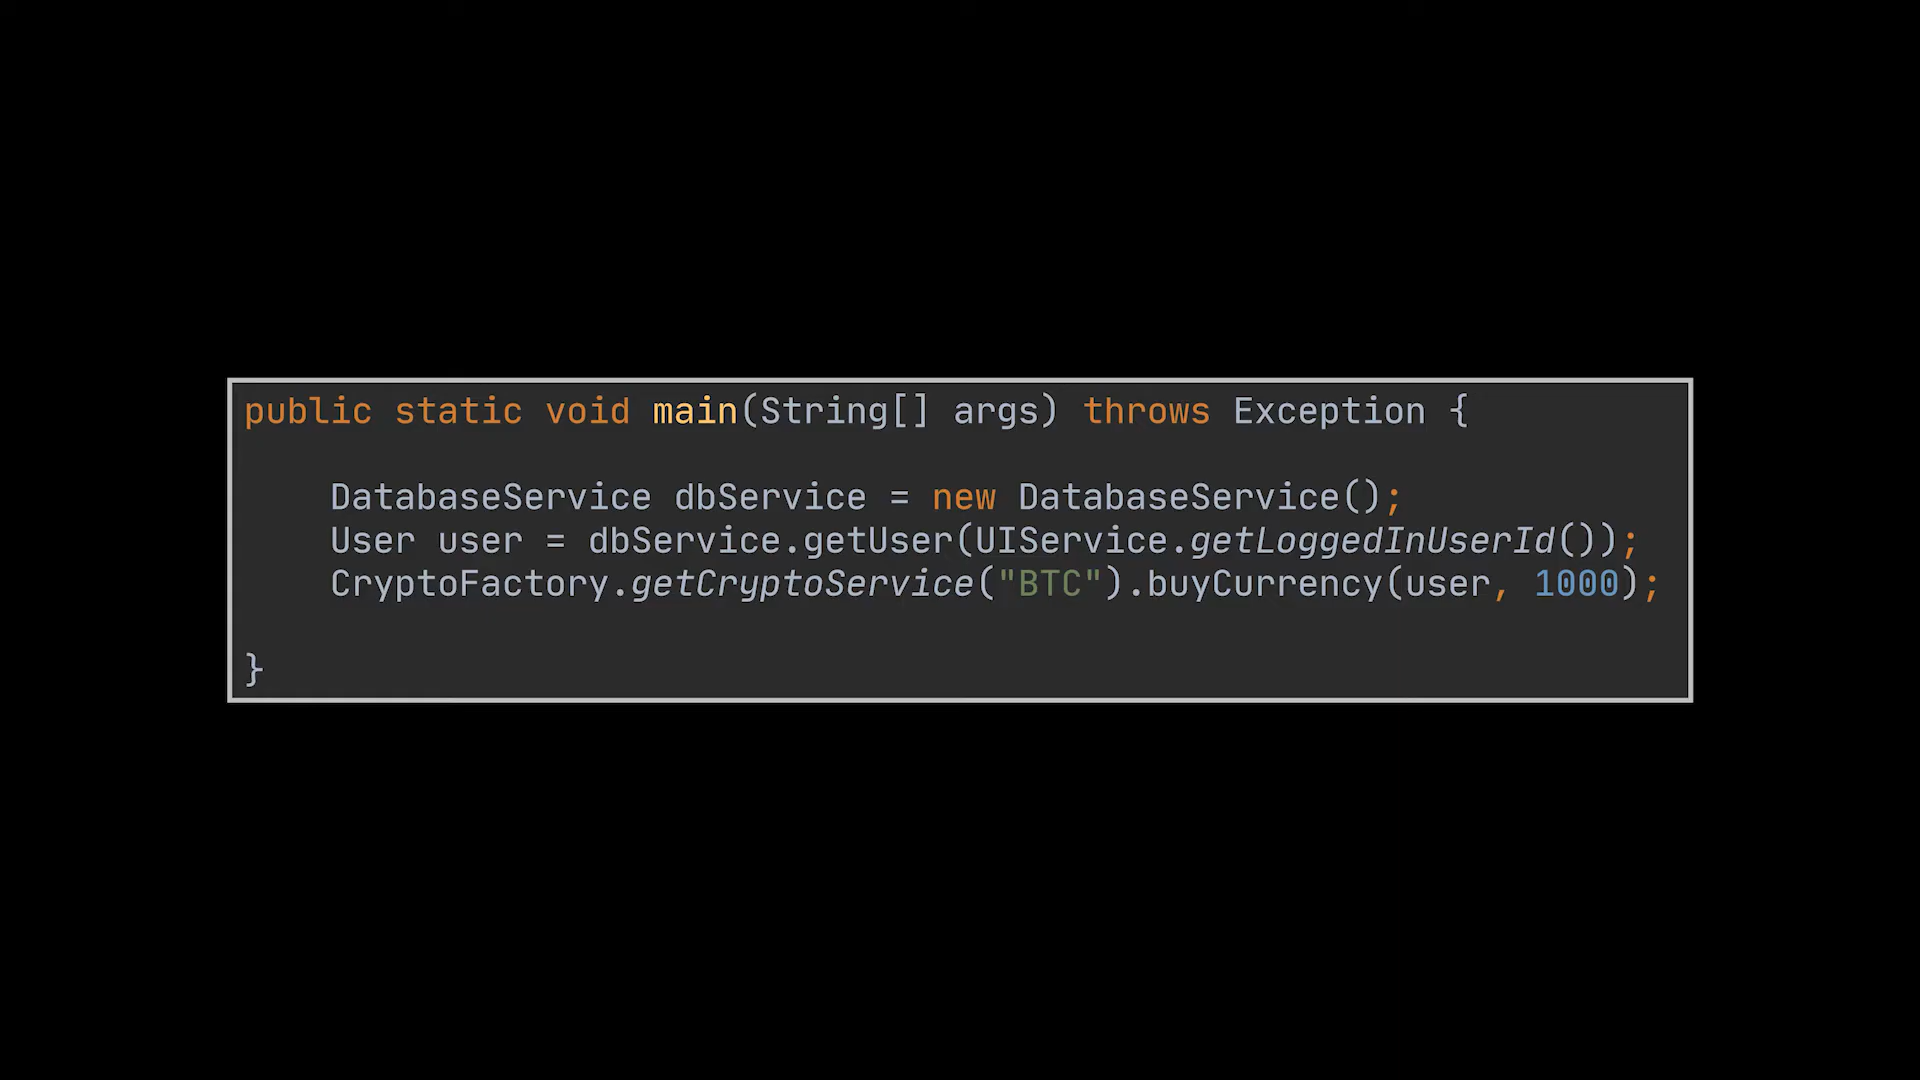 public static void main(String[] args) throws Exception {
DatabaseService dbService = new DatabaseService();
User user = dbService.getUser(UIService.getLoggedInUserId());
CryptoFactory.getCryptoService("BTC").buyCurrency(user, 1000);
}